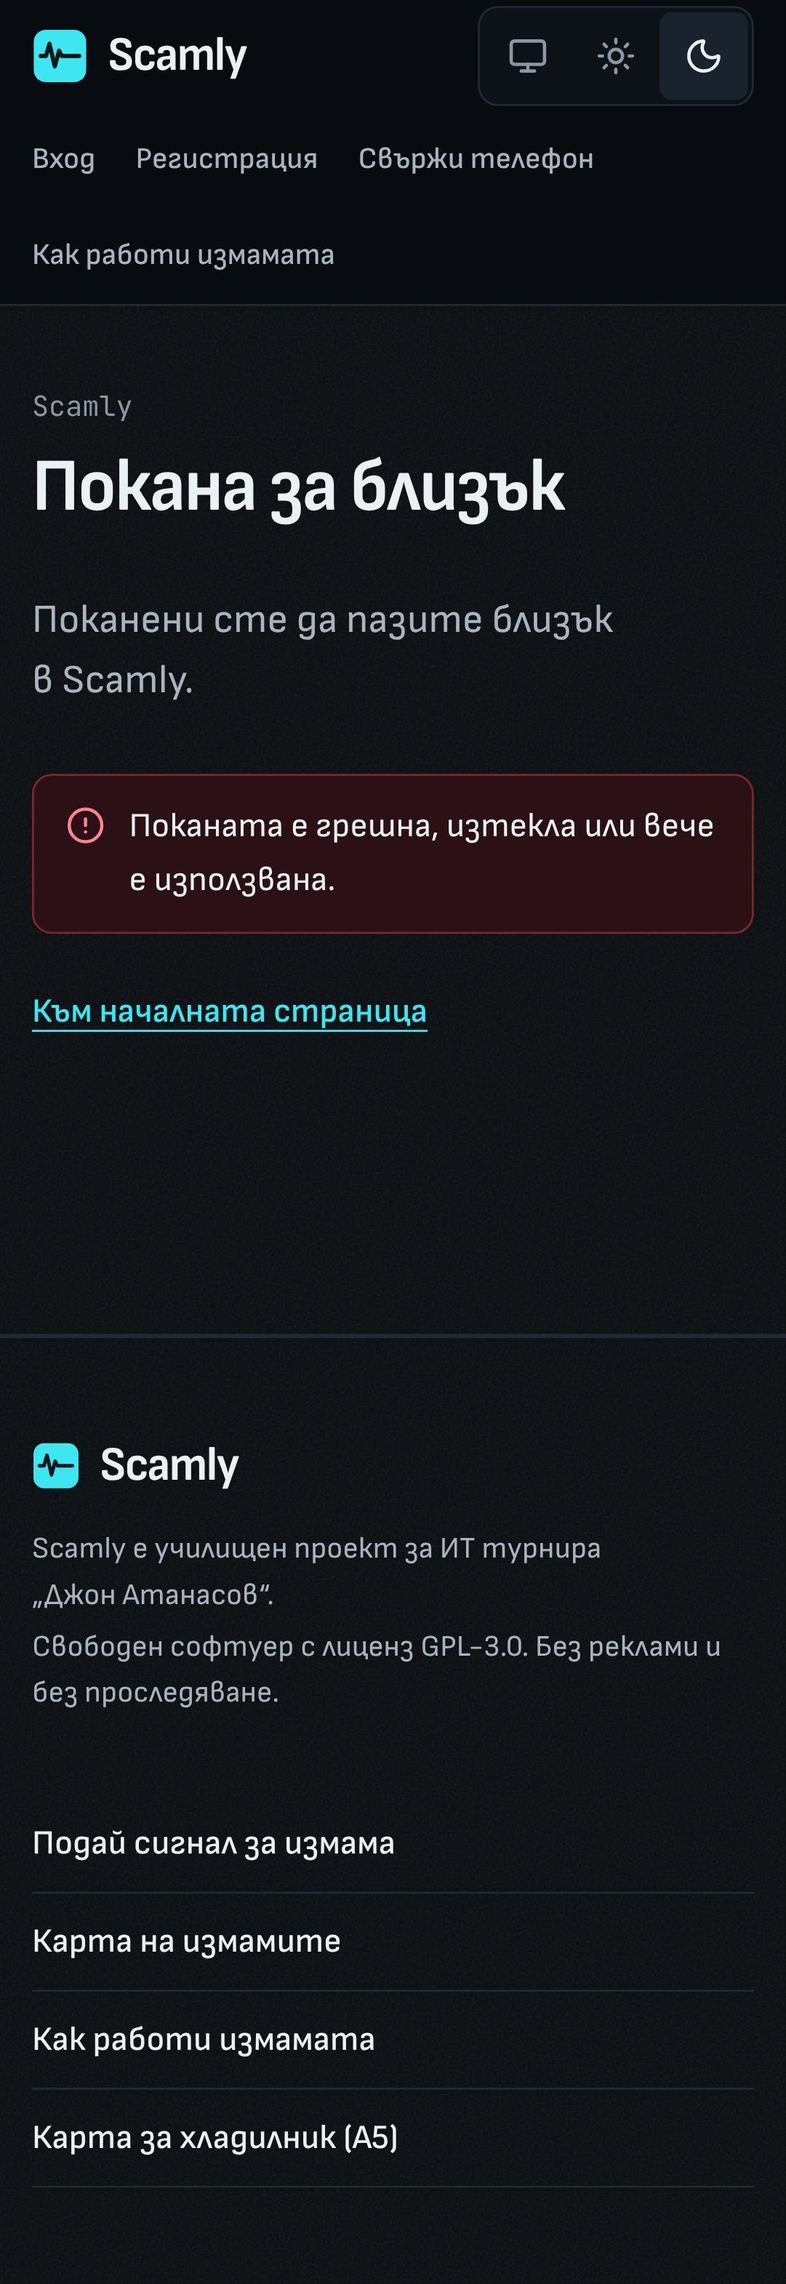 Scamly
Вход Регистрация Свържи телефон
Как работи измамата
Scamly
Покана за близък
Поканени сте да пазите близък
в Scamly.
Поканата е грешна, изтекла или вече
е използвана.
Към началната страница
Scamly
Scamly е училищен проект за ИТ турнира
„Джон Атанасов“.
Свободен софтуер с лиценз GPL-3.0. Без реклами и
без проследяване.
Подай сигнал за измама
Карта на измамите
Как работи измамата
Карта за хладилник (А5)